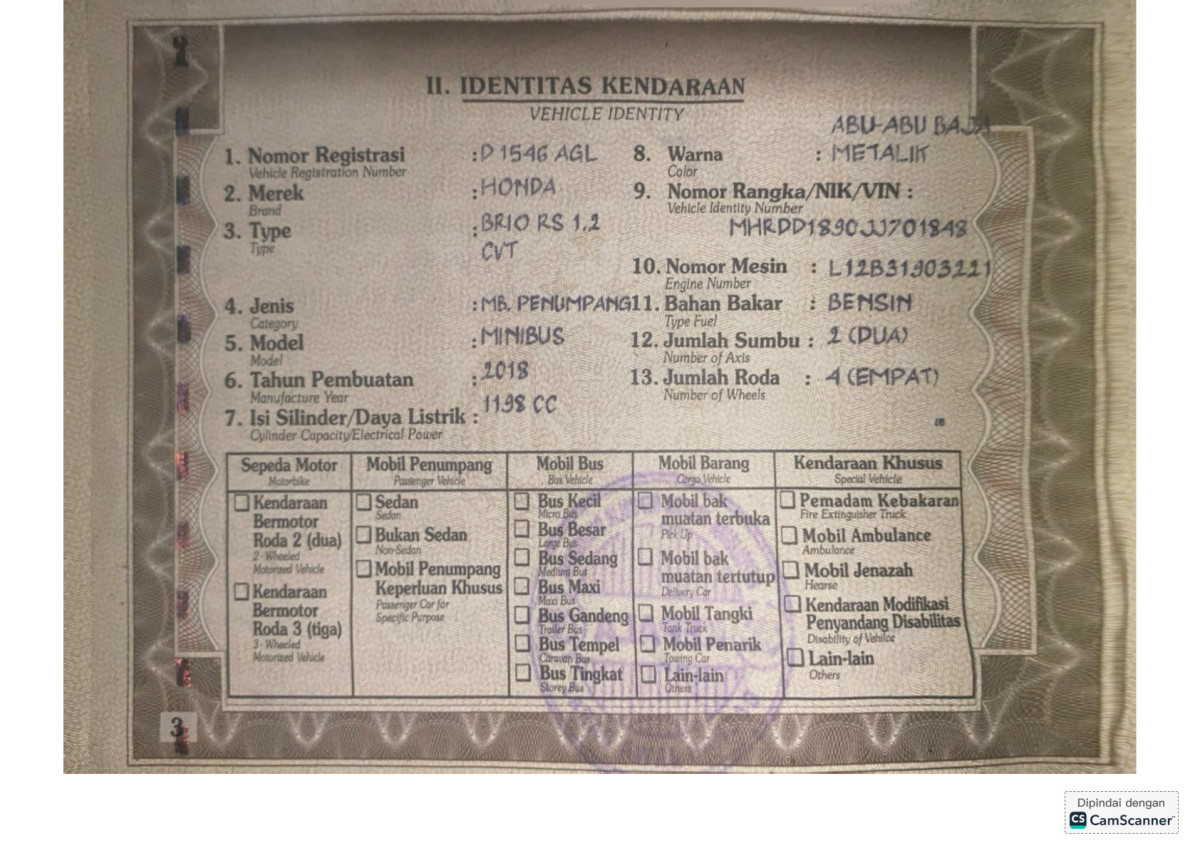 II. IDENTITAS KENDARAAN
VEHICLE IDENTITY
1. Nomor Registrasi : D 1546 AGL
Vehicle Registration Number
2. Merek : HONDA
Brand
3. Type : BRIO RS 1.2
Type
CVT
4. Jenis : MB. PENUMPANG
Category
5. Model : MINIBUS
Model
6. Tahun Pembuatan : 2018
Manufacture Year
7. Isi Silinder/Daya Listrik : 1198 CC
Cylinder Capacity/Electrical Power
ABU-ABU BAJA
8. Warna : METALIK
Color
9. Nomor Rangka/NIK/VIN :
Vehicle Identity Number
MHRDD1890JJ701848
10. Nomor Mesin : L12B31903221
Engine Number
11. Bahan Bakar : BENSIN
Type Fuel
12. Jumlah Sumbu : 2 (DUA)
Number of Axis
13. Jumlah Roda : 4 (EMPAT)
Number of Wheels
Sepeda Motor
Motorbike
Kendaraan
Bermotor
Roda 2 (dua)
2-Wheeled
Motorized Vehicle
Kendaraan
Bermotor
Roda 3 (tiga)
3-Wheeled
Motorized Vehicle
Mobil Penumpang
Passenger Vehicle
Sedan
Sedan
Bukan Sedan
Non-Sedan
Mobil Penumpang
Keperluan Khusus
Passenger Car for
Specific Purpose
Mobil Bus
Bus Vehicle
Bus Kecil
Micro Bus
Bus Besar
Large Bus
Bus Sedang
Medium Bus
Bus Maxi
Maxi Bus
Bus Gandeng
Trailer Bus
Bus Tempel
Caravan Bus
Bus Tingkat
Storey Bus
Mobil Barang
Cargo Vehicle
Mobil bak
muatan terbuka
Pick Up
Mobil bak
muatan tertutup
Delivery Car
Mobil Tangki
Tank Truck
Mobil Penarik
Towing Car
Lain-lain
Others
Kendaraan Khusus
Special Vehicle
Pemadam Kebakaran
Fire Extinguisher Truck
Mobil Ambulance
Ambulance
Mobil Jenazah
Hearse
Kendaraan Modifikasi
Penyandang Disabilitas
Disability of Vehilce
Lain-lain
Others
3
Dipindai dengan
CS CamScanner